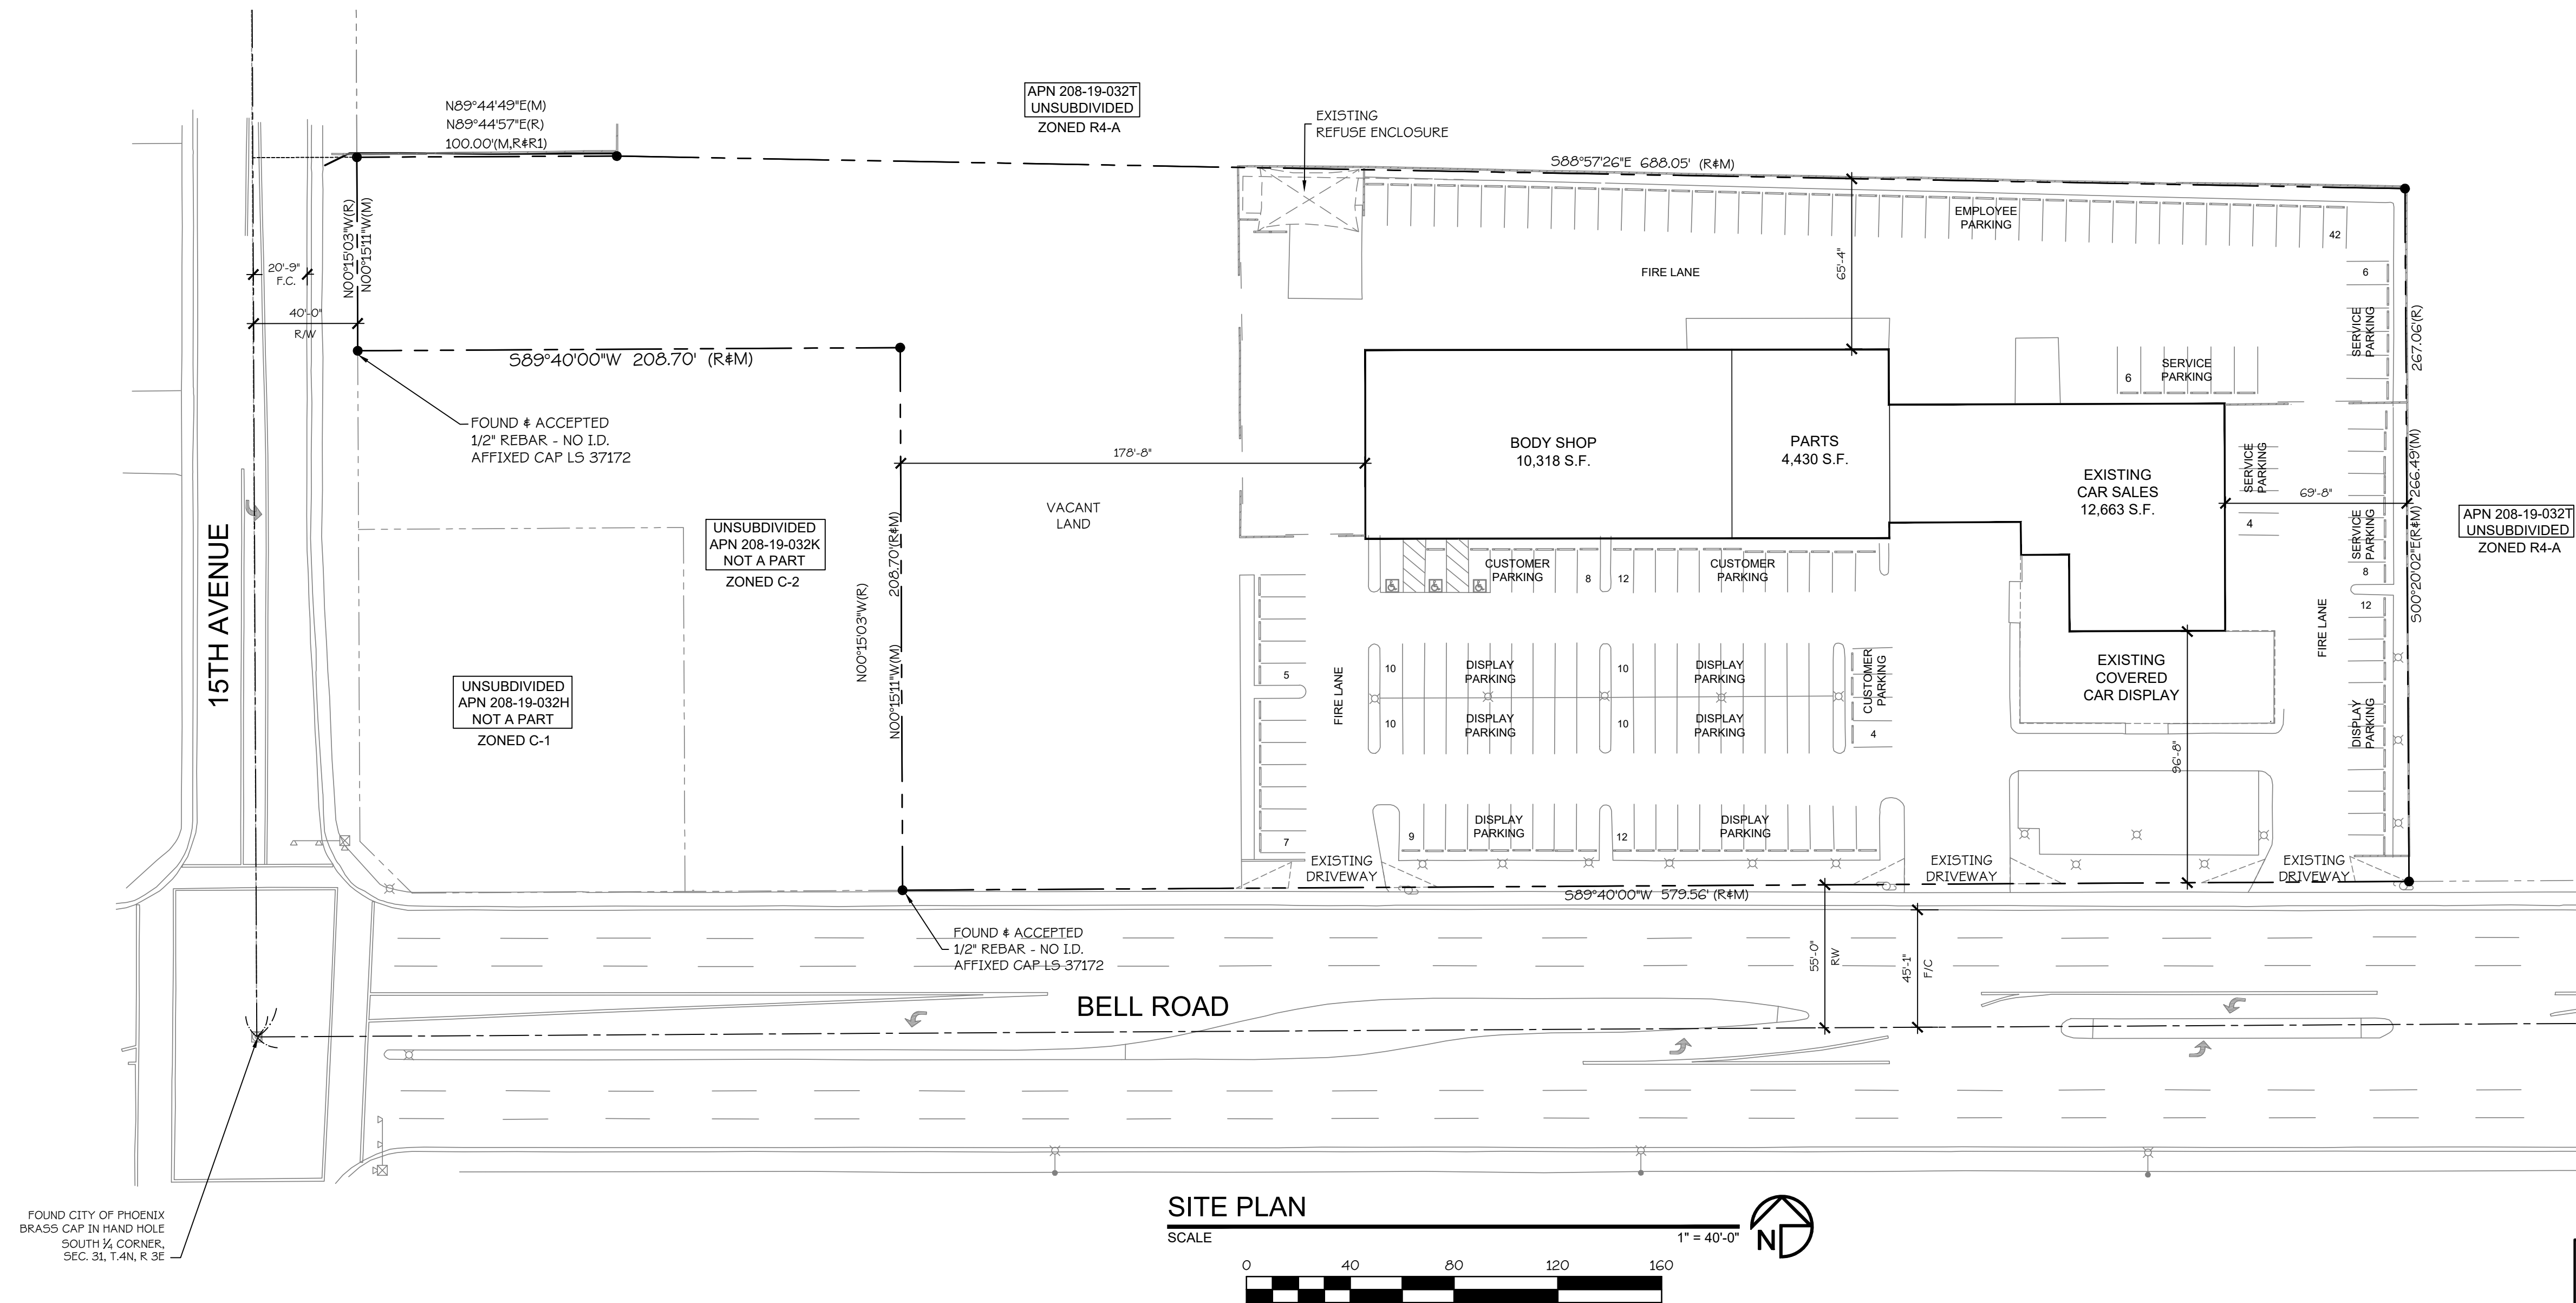 APN 208-19-032T
UNSUBDIVIDED
ZONED R4-A
N89°44'49"E(M)
N89°44'57"E(R)
100.00'(M,R&R1)
EXISTING
REFUSE ENCLOSURE
S88°57'26"E 688.05' (R&M)
N00°15'03"W(R)
N00°15'11"W(M)
20'-9"
F.C.
40'-0"
R/W
S89°40'00"W 208.70' (R&M)
FOUND & ACCEPTED
1/2" REBAR - NO I.D.
AFFIXED CAP LS 37172
EMPLOYEE
PARKING
42
FIRE LANE
65'-4"
6
SERVICE
PARKING
267.06'(R)
SERVICE
PARKING
6
BODY SHOP
10,318 S.F.
PARTS
4,430 S.F.
EXISTING
CAR SALES
12,663 S.F.
178'-8"
VACANT
LAND
SERVICE
PARKING
4
69'-8"
S00°20'02"E(R&M) 266.49'(M)
SERVICE
PARKING
8
12
APN 208-19-032T
UNSUBDIVIDED
ZONED R4-A
15TH AVENUE
UNSUBDIVIDED
APN 208-19-032K
NOT A PART
ZONED C-2
208.70'(R&M)
N00°15'03"W(R)
N00°15'11"W(M)
UNSUBDIVIDED
APN 208-19-032H
NOT A PART
ZONED C-1
CUSTOMER
PARKING
8
12
CUSTOMER
PARKING
5
FIRE LANE
10
DISPLAY
PARKING
10
DISPLAY
PARKING
10
DISPLAY
PARKING
10
DISPLAY
PARKING
CUSTOMER
PARKING
4
EXISTING
COVERED
CAR DISPLAY
FIRE LANE
DISPLAY
PARKING
96'-8"
7
9
DISPLAY
PARKING
12
DISPLAY
PARKING
EXISTING
DRIVEWAY
EXISTING
DRIVEWAY
EXISTING
DRIVEWAY
S89°40'00"W 579.56' (R&M)
FOUND & ACCEPTED
1/2" REBAR - NO I.D.
AFFIXED CAP LS 37172
55'-0"
RW
45'-1"
F/C
BELL ROAD
FOUND CITY OF PHOENIX
BRASS CAP IN HAND HOLE
SOUTH ¼ CORNER,
SEC. 31, T.4N, R 3E
SITE PLAN
SCALE 1" = 40'-0"
N
0 40 80 120 160